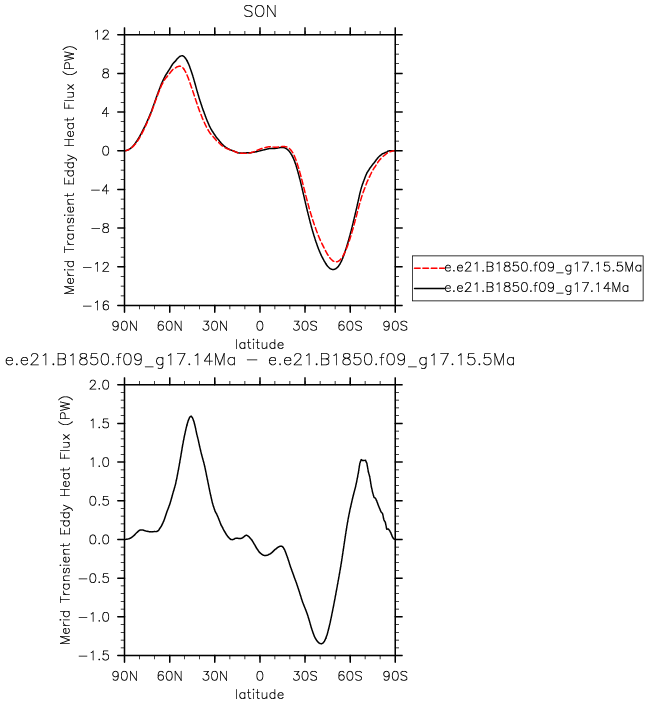 SON
Merid Transient Eddy Heat Flux (PW)
12
8
4
0
−4
−8
−12
−16
90N 60N 30N 0 30S 60S 90S
latitude
e.e21.B1850.f09_g17.15.5Ma
e.e21.B1850.f09_g17.14Ma
e.e21.B1850.f09_g17.14Ma − e.e21.B1850.f09_g17.15.5Ma
Merid Transient Eddy Heat Flux (PW)
2.0
1.5
1.0
0.5
0.0
−0.5
−1.0
−1.5
90N 60N 30N 0 30S 60S 90S
latitude